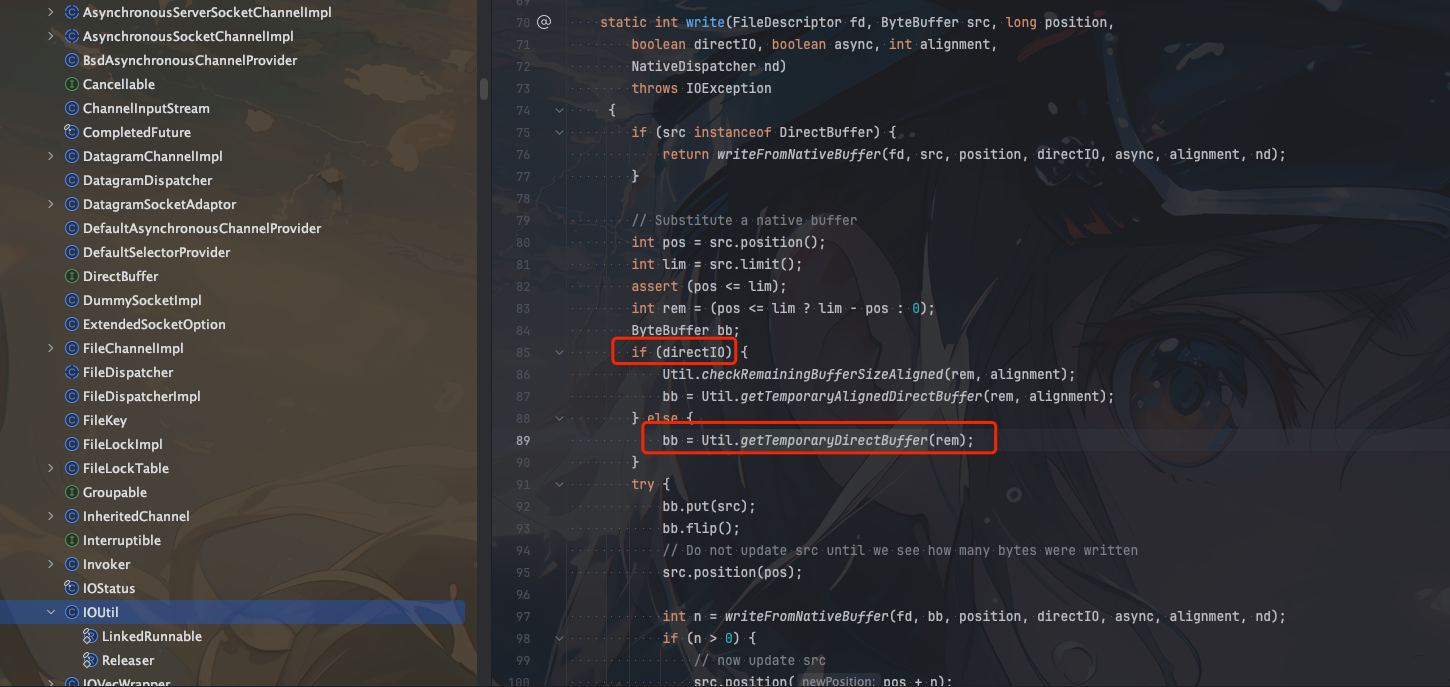 AsynchronousServerSocketChannelImpl
AsynchronousSocketChannelImpl
BsdAsynchronousChannelProvider
Cancellable
ChannelInputStream
CompletedFuture
DatagramChannelImpl
DatagramDispatcher
DatagramSocketAdaptor
DefaultAsynchronousChannelProvider
DefaultSelectorProvider
DirectBuffer
DummySocketImpl
ExtendedSocketOption
FileChannelImpl
FileDispatcher
FileDispatcherImpl
FileKey
FileLockImpl
FileLockTable
Groupable
InheritedChannel
Interruptible
Invoker
IOStatus
IOUtil
LinkedRunnable
Releaser
IOVecWrapper
69
70 @ static int write(FileDescriptor fd, ByteBuffer src, long position,
71 boolean directIO, boolean async, int alignment,
72 NativeDispatcher nd)
73 throws IOException
74 {
75 if (src instanceof DirectBuffer) {
76 return writeFromNativeBuffer(fd, src, position, directIO, async, alignment, nd);
77 }
78
79 // Substitute a native buffer
80 int pos = src.position();
81 int lim = src.limit();
82 assert (pos <= lim);
83 int rem = (pos <= lim ? lim - pos : 0);
84 ByteBuffer bb;
85 if (directIO) {
86 Util.checkRemainingBufferSizeAligned(rem, alignment);
87 bb = Util.getTemporaryAlignedDirectBuffer(rem, alignment);
88 } else {
89 bb = Util.getTemporaryDirectBuffer(rem);
90 }
91 try {
92 bb.put(src);
93 bb.flip();
94 // Do not update src until we see how many bytes were written
95 src.position(pos);
96
97 int n = writeFromNativeBuffer(fd, bb, position, directIO, async, alignment, nd);
98 if (n > 0) {
99 // now update src
100 src.position( newPosition: pos + n);